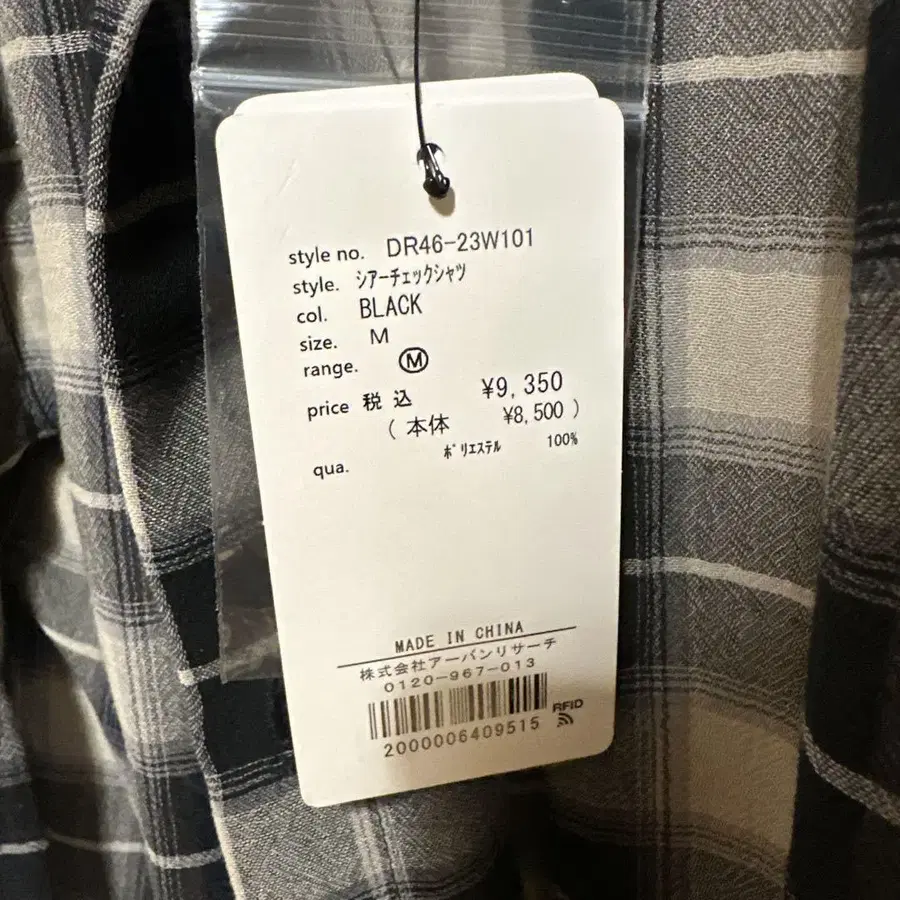 style no. DR46-23W101
style. シアーチェックシャツ
col. BLACK
size. M
range. Ⓜ
price 税込 ¥9,350
(本体 ¥8,500)
qua. ポリエステル 100%
MADE IN CHINA
株式会社アーバンリサーチ
0120-967-013
RFID
2000006409515